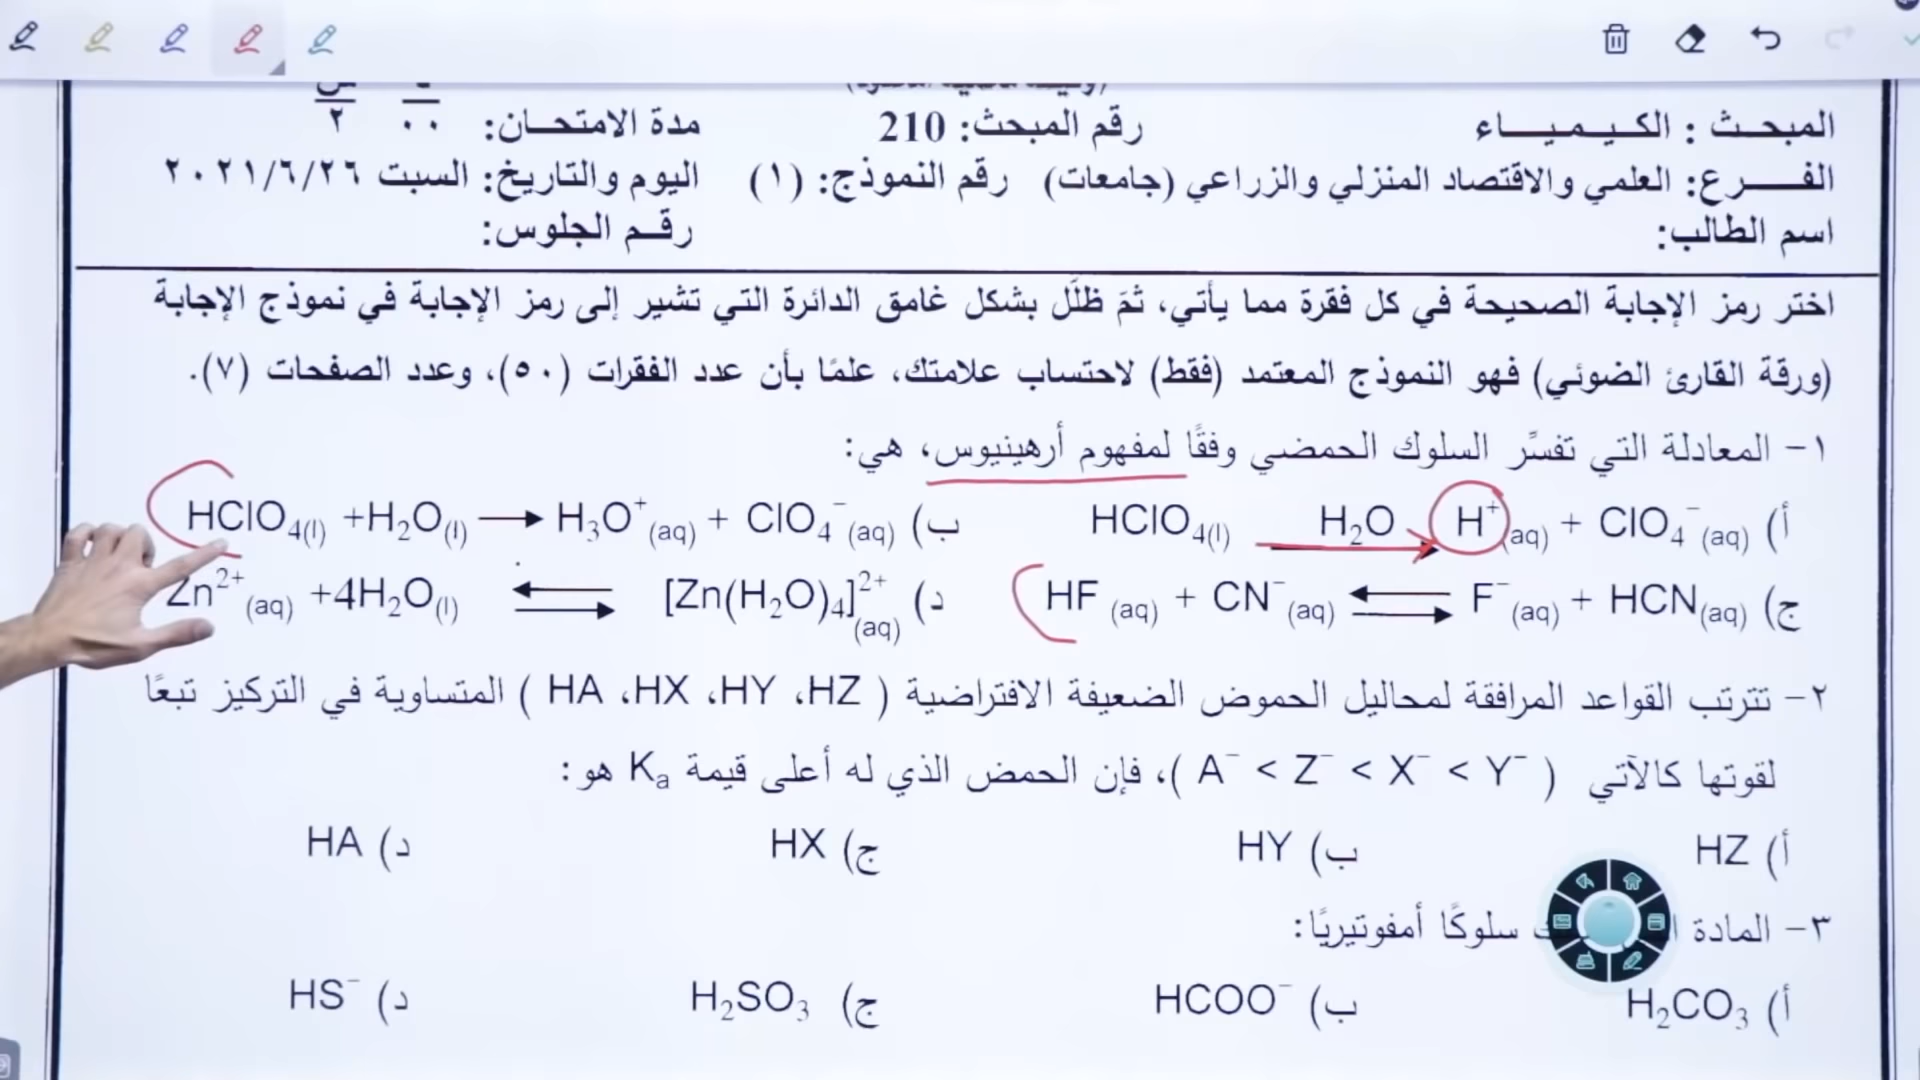 المبحث : الكيمياء رقم المبحث: 210 مدة الامتحان: ٠٠ ٢
الفرع: العلمي والاقتصاد المنزلي والزراعي (جامعات) رقم النموذج: (١) اليوم والتاريخ: السبت ٢٠٢١/٦/٢٦
اسم الطالب: رقم الجلوس:
اختر رمز الإجابة الصحيحة في كل فقرة مما يأتي، ثمّ ظلّل بشكل غامق الدائرة التي تشير إلى رمز الإجابة في نموذج الإجابة
(ورقة القارئ الضوئي) فهو النموذج المعتمد (فقط) لاحتساب علامتك، علمًا بأن عدد الفقرات (٥٠)، وعدد الصفحات (٧).
١- المعادلة التي تفسِّر السلوك الحمضي وفقًا لمفهوم أرهينيوس، هي:
أ) HClO₄(l) H₂O → H⁺(aq) + ClO₄⁻(aq) ب) HClO₄(l) +H₂O(l) → H₃O⁺(aq) + ClO₄⁻(aq)
ج) HF (aq) + CN⁻(aq) ⇌ F⁻(aq) + HCN(aq) د) Zn²⁺(aq) +4H₂O(l) ⇌ [Zn(H₂O)₄]²⁺(aq)
٢- تترتب القواعد المرافقة لمحاليل الحموض الضعيفة الافتراضية ( HA ،HX ،HY ،HZ ) المتساوية في التركيز تبعًا
لقوتها كالآتي ( A⁻ < Z⁻ < X⁻ < Y⁻ )، فإن الحمض الذي له أعلى قيمة Kₐ هو:
أ) HZ ب) HY ج) HX د) HA
٣- المادة سلوكًا أمفوتيريًا:
أ) H₂CO₃ ب) HCOO⁻ ج) H₂SO₃ د) HS⁻